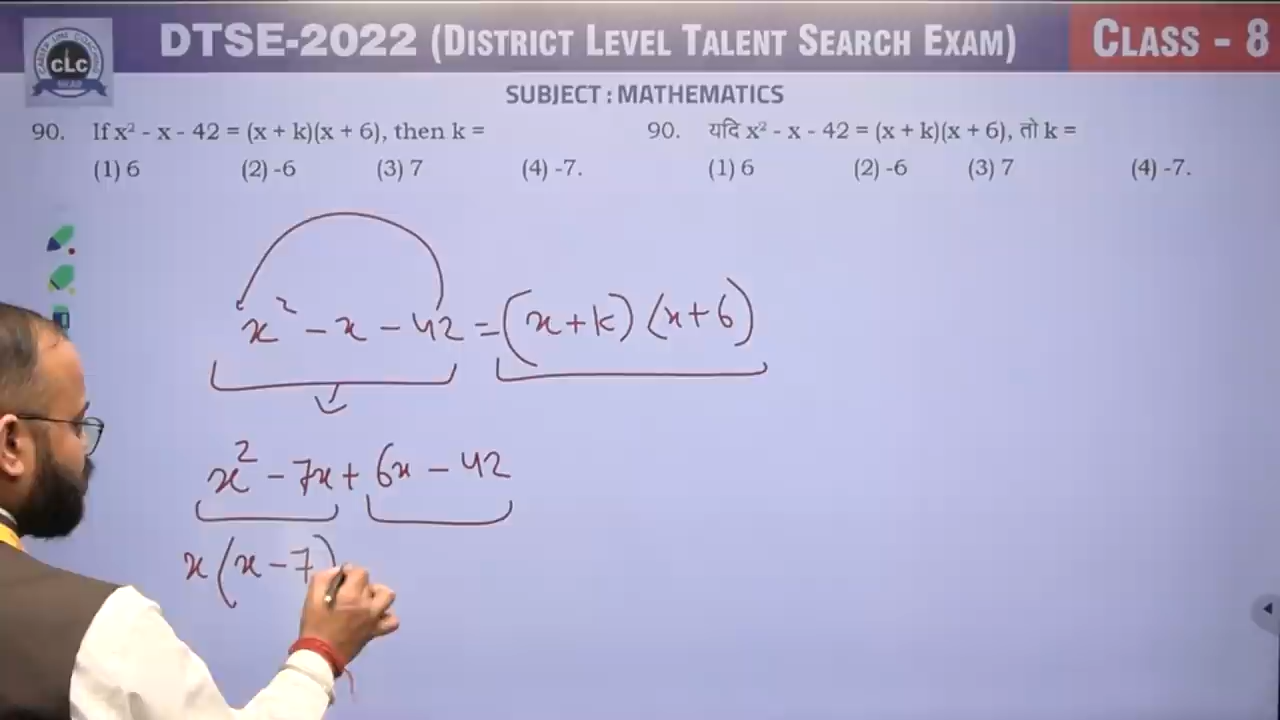 DTSE-2022 (DISTRICT LEVEL TALENT SEARCH EXAM)
CLASS - 8
cLc
SUBJECT : MATHEMATICS
90. If x² - x - 42 = (x + k)(x + 6), then k =
(1) 6 (2) -6 (3) 7 (4) -7.
90. यदि x² - x - 42 = (x + k)(x + 6), तो k =
(1) 6 (2) -6 (3) 7 (4) -7.
x² - x - 42 = (x + k) (x + 6)
x² - 7x + 6x - 42
x(x - 7)